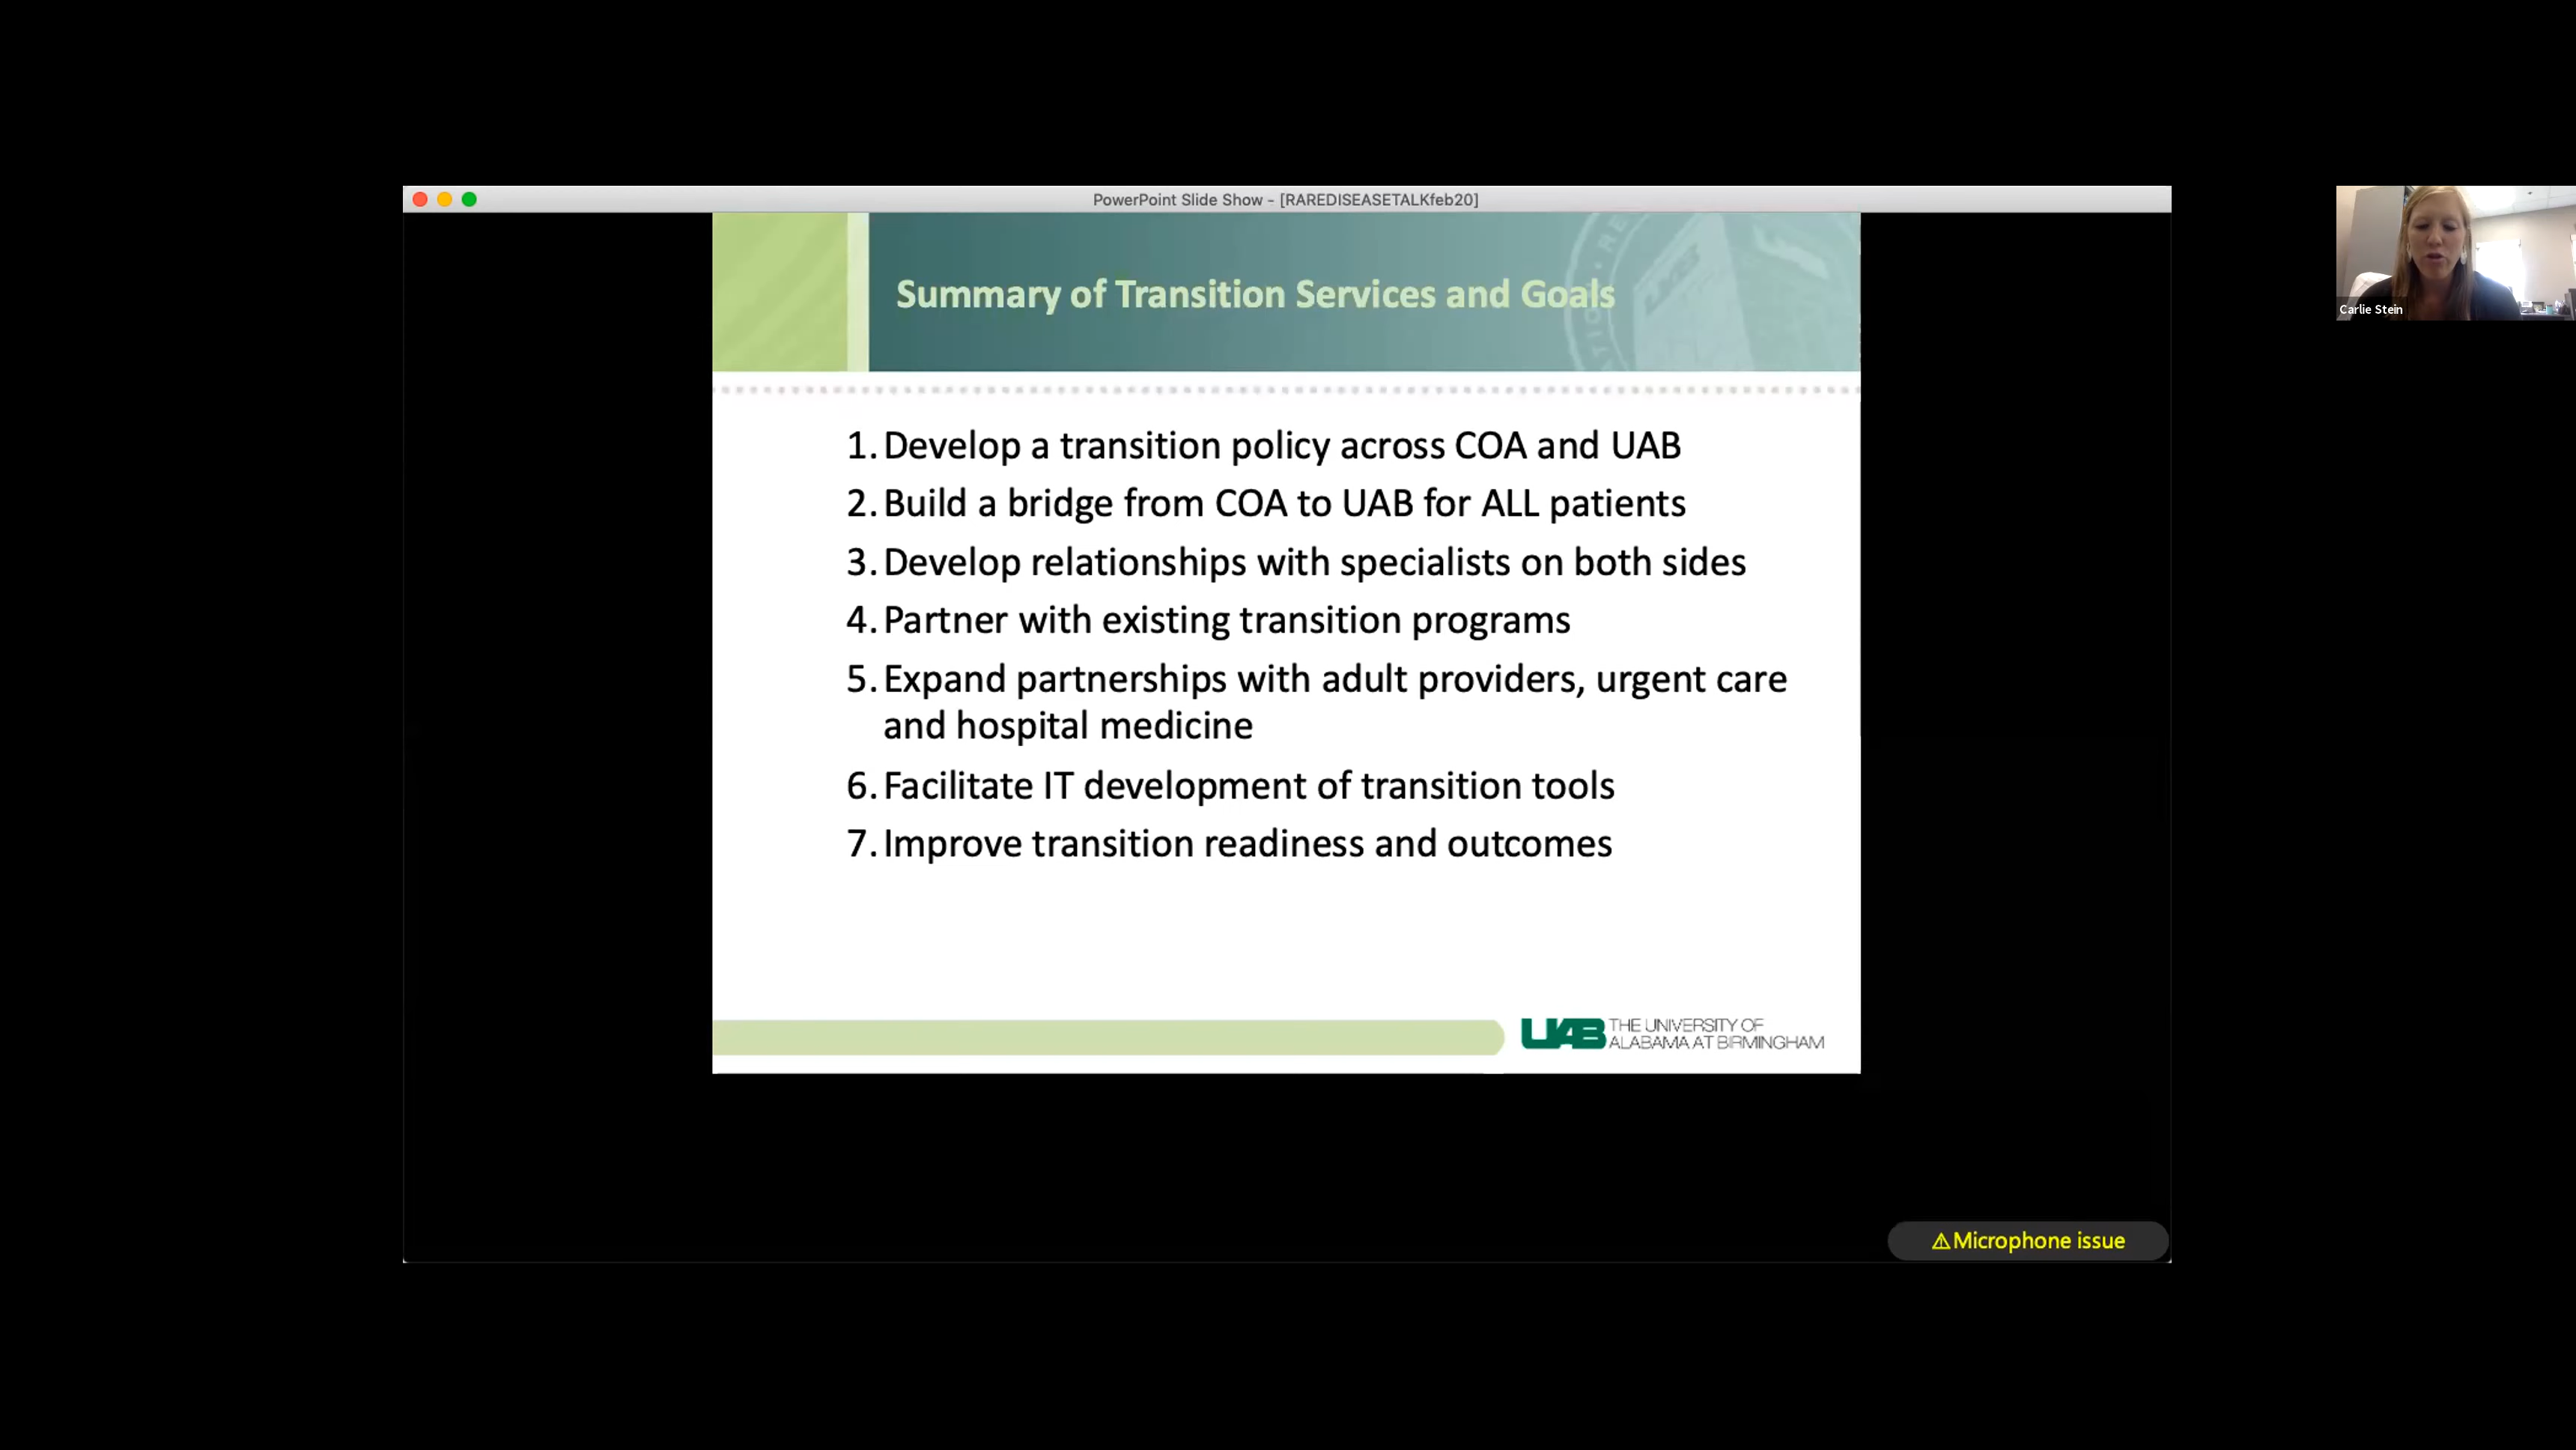 PowerPoint Slide Show - [RAREDISEASETALKfeb20]
Summary of Transition Services and Goals
1. Develop a transition policy across COA and UAB
2. Build a bridge from COA to UAB for ALL patients
3. Develop relationships with specialists on both sides
4. Partner with existing transition programs
5. Expand partnerships with adult providers, urgent care
and hospital medicine
6. Facilitate IT development of transition tools
7. Improve transition readiness and outcomes
UAB THE UNIVERSITY OF
ALABAMA AT BIRMINGHAM
Carlie Stein
⚠Microphone issue